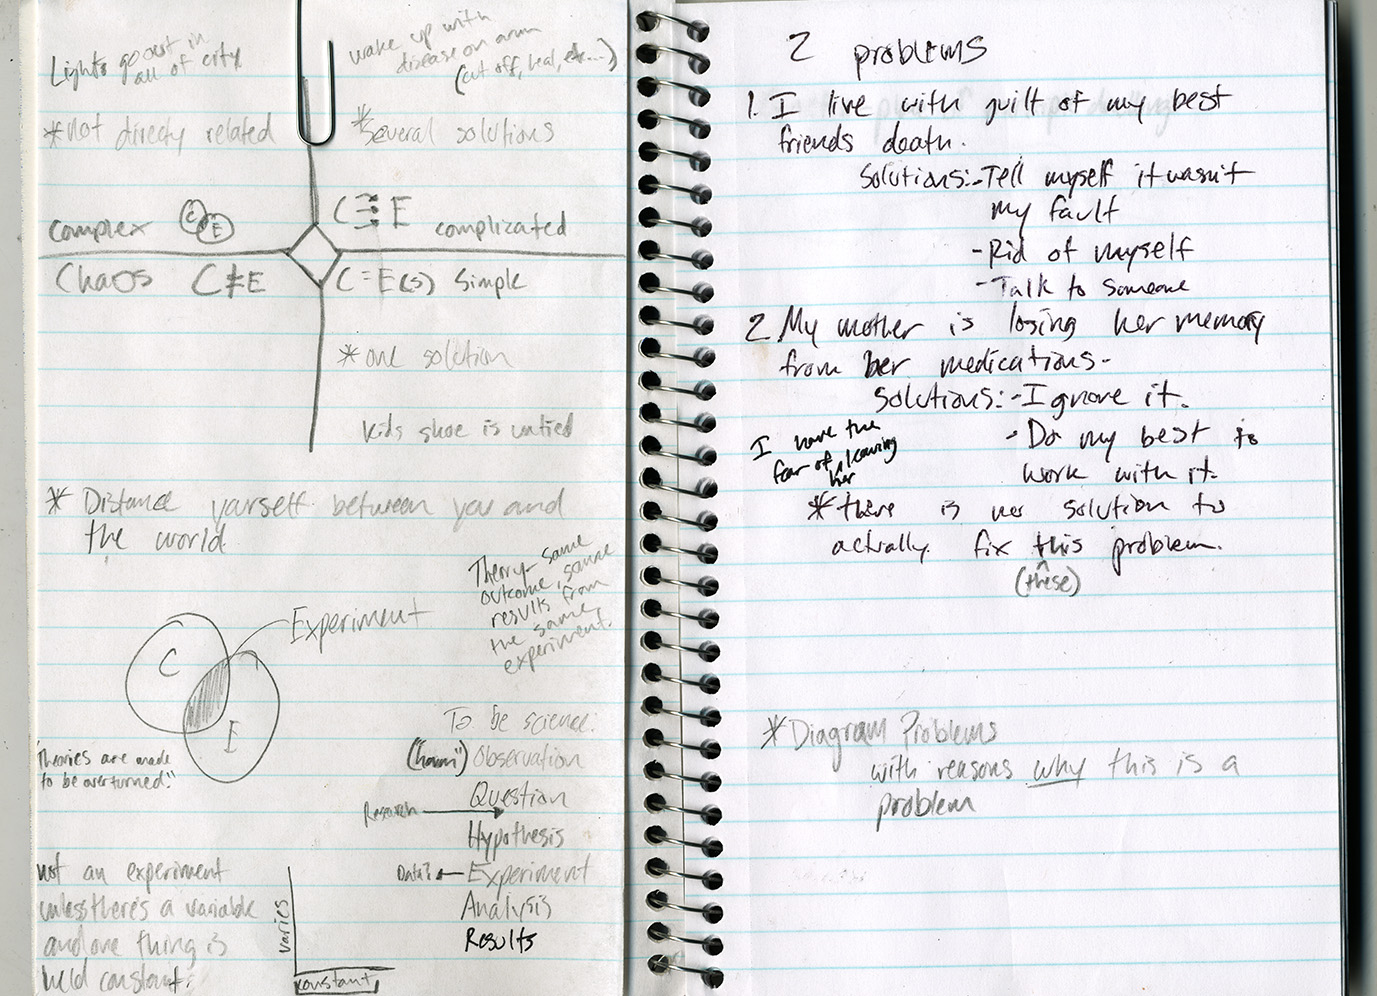 Lights go out in
all of city
*not directly related
wake up with
disease on arm
(cut off, heal, etc...)
*Several solutions
complex
C
E
C E
complicated
Chaos
C ≠ E
C = E(s)
Simple
*one solution
kids shoe is untied
* Distance yourself between you and
the world
Theory- same
outcome, same
results from
the same
experiment.
Experiment
C
E
"Theories are made
to be overturned."
To be science:
("hmm") Observation
Question
Research
Hypothesis
Data? Experiment
Analysis
Results
not an experiment
unless there's a variable
and one thing is
held constant.
varies
constant
2 problems
1. I live with guilt of my best
friends death.
Solutions:-Tell myself it wasn't
my fault
-Rid of myself
-Talk to someone
2 My mother is losing her memory
from her medications.
Solutions:-Ignore it.
- Do my best to
work with it.
I have the
fear of leaving
her
*there is no solution to
actually fix this problem.
(these)
*Diagram Problems
with reasons why this is a
problem